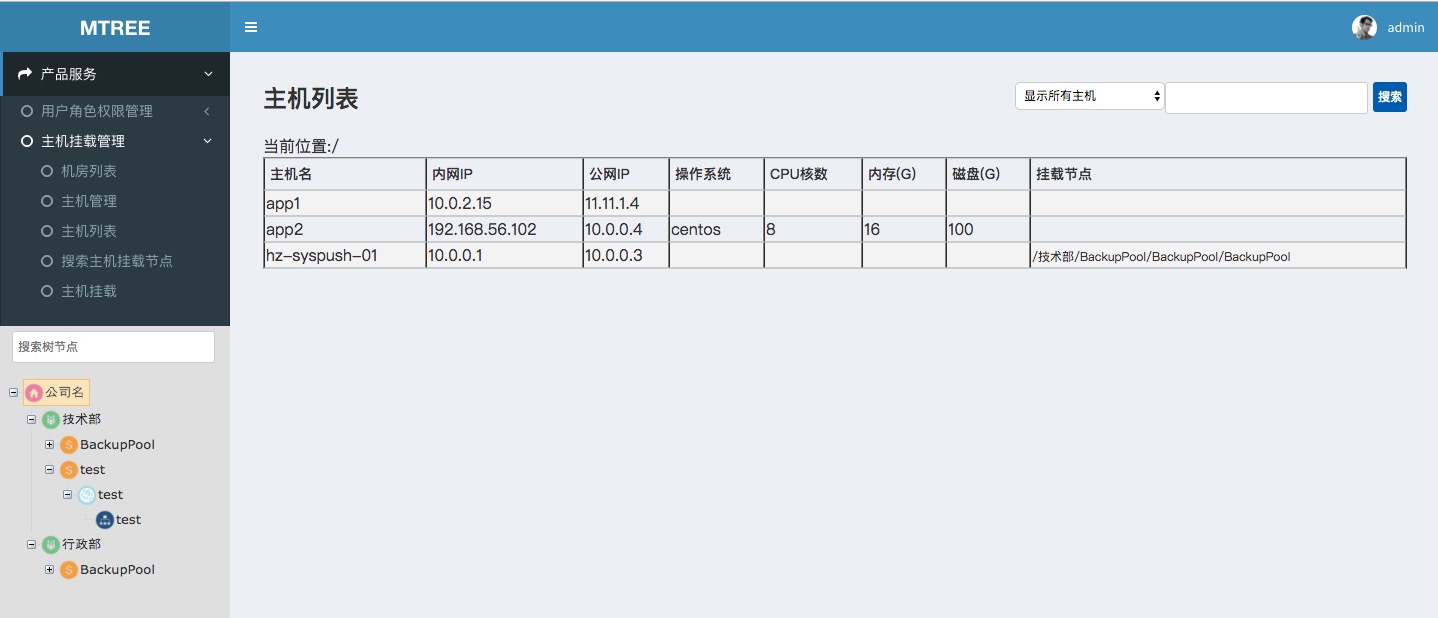 MTREE
admin
产品服务
用户角色权限管理
主机挂载管理
机房列表
主机管理
主机列表
搜索主机挂载节点
主机挂载
搜索树节点
公司名
技术部
BackupPool
test
test
test
行政部
BackupPool
主机列表
显示所有主机 搜索
当前位置:/
主机名 内网IP 公网IP 操作系统 CPU核数 内存(G) 磁盘(G) 挂载节点
app1 10.0.2.15 11.11.1.4
app2 192.168.56.102 10.0.0.4 centos 8 16 100
hz-syspush-01 10.0.0.1 10.0.0.3 /技术部/BackupPool/BackupPool/BackupPool